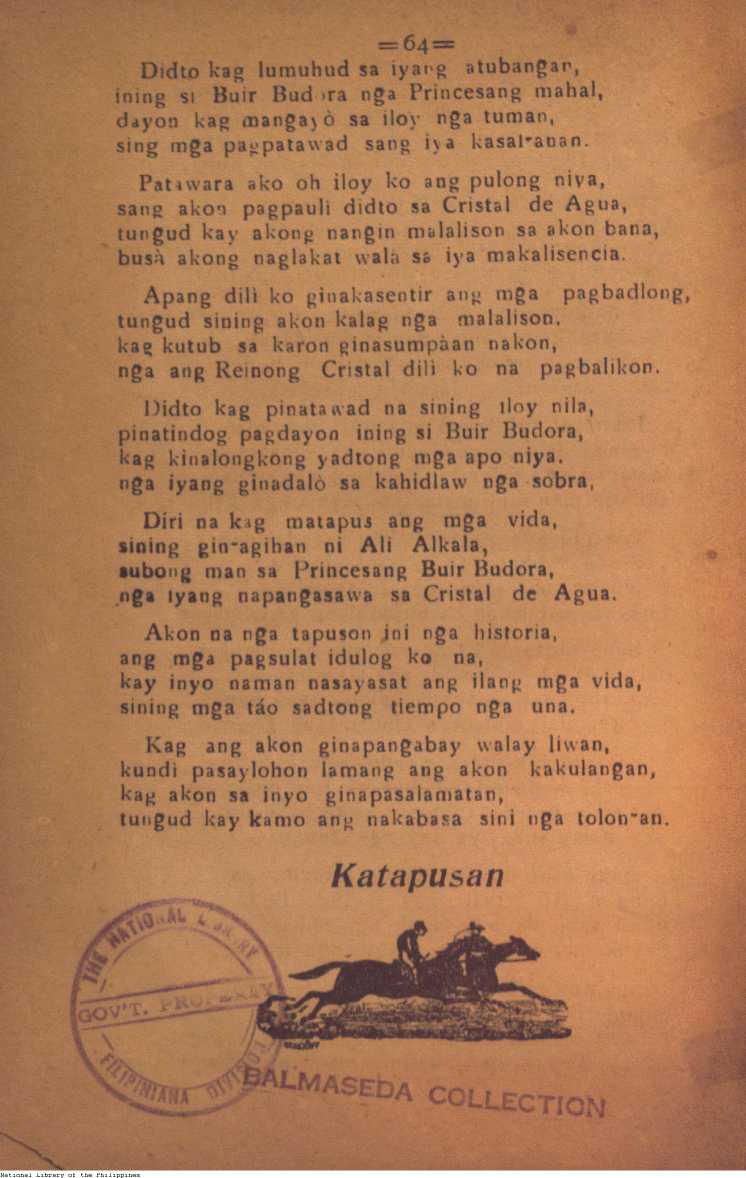 =64=
Didto kag lumuhud sa iyang atubangan,
ining si Buir Budora nga Princesang mahal,
dayon kag mangayò sa iloy nga tuman,
sing mga pagpatawad sang iya kasal-anan.
Patawara ako oh iloy ko ang pulong niya,
sang akon pagpauli didto sa Cristal de Agua,
tungud kay akong nangin malalison sa akon bana,
busà akong naglakat walà sa iya makalisencia.
Apang dilì ko ginakasentir ang mga pagbadlong,
tungud sining akon kalag nga malalison.
kag kutub sa karon ginasumpàan nakon,
nga ang Reinong Cristal dilì ko na pagbalikon.
Didto kag pinatawad na sining iloy nila,
pinatindog pagdayon ining si Buir Budora,
kag kinalongkong yadtong mga apo niya.
nga iyang ginadalò sa kahidlaw nga sobra,
Diri na kag matapus ang mga vida,
sining gin-agihan ni Ali Alkala,
subong man sa Princesang Buir Budora,
nga iyang napangasawa sa Cristal de Agua.
Akon na nga tapuson ini nga historia,
ang mga pagsulat idulog ko na,
kay inyo naman nasayasat ang ilang mga vida,
sining mga táo sadtong tiempo nga una.
Kag ang akon ginapangabay walay liwan,
kundì pasaylohon lamang ang akon kakulangan,
kag akon sa inyo ginapasalamatan,
tungud kay kamo ang nakabasa sini nga tolon-an.
Katapusan
THE NATIONAL LIBRARY
GOV'T. PROPERTY
FILIPINIANA DIVISION
BALMASEDA COLLECTION
National Library of the Philippines